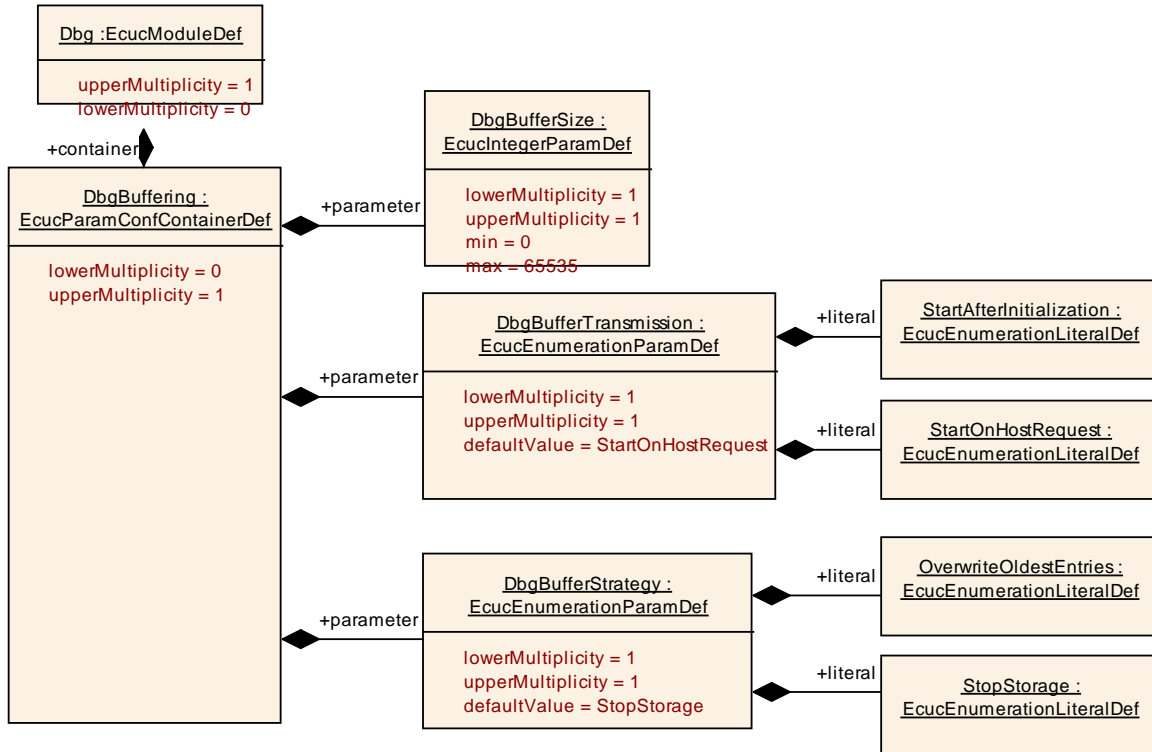 Dbg :EcucModuleDef
upperMultiplicity = 1
lowerMultiplicity = 0
+container
DbgBuffering :
EcucParamConfContainerDef
lowerMultiplicity = 0
upperMultiplicity = 1
+parameter
DbgBufferSize :
EcucIntegerParamDef
lowerMultiplicity = 1
upperMultiplicity = 1
min = 0
max = 65535
+parameter
DbgBufferTransmission :
EcucEnumerationParamDef
lowerMultiplicity = 1
upperMultiplicity = 1
defaultValue = StartOnHostRequest
+literal
StartAfterInitialization :
EcucEnumerationLiteralDef
+literal
StartOnHostRequest :
EcucEnumerationLiteralDef
+parameter
DbgBufferStrategy :
EcucEnumerationParamDef
lowerMultiplicity = 1
upperMultiplicity = 1
defaultValue = StopStorage
+literal
OverwriteOldestEntries :
EcucEnumerationLiteralDef
+literal
StopStorage :
EcucEnumerationLiteralDef